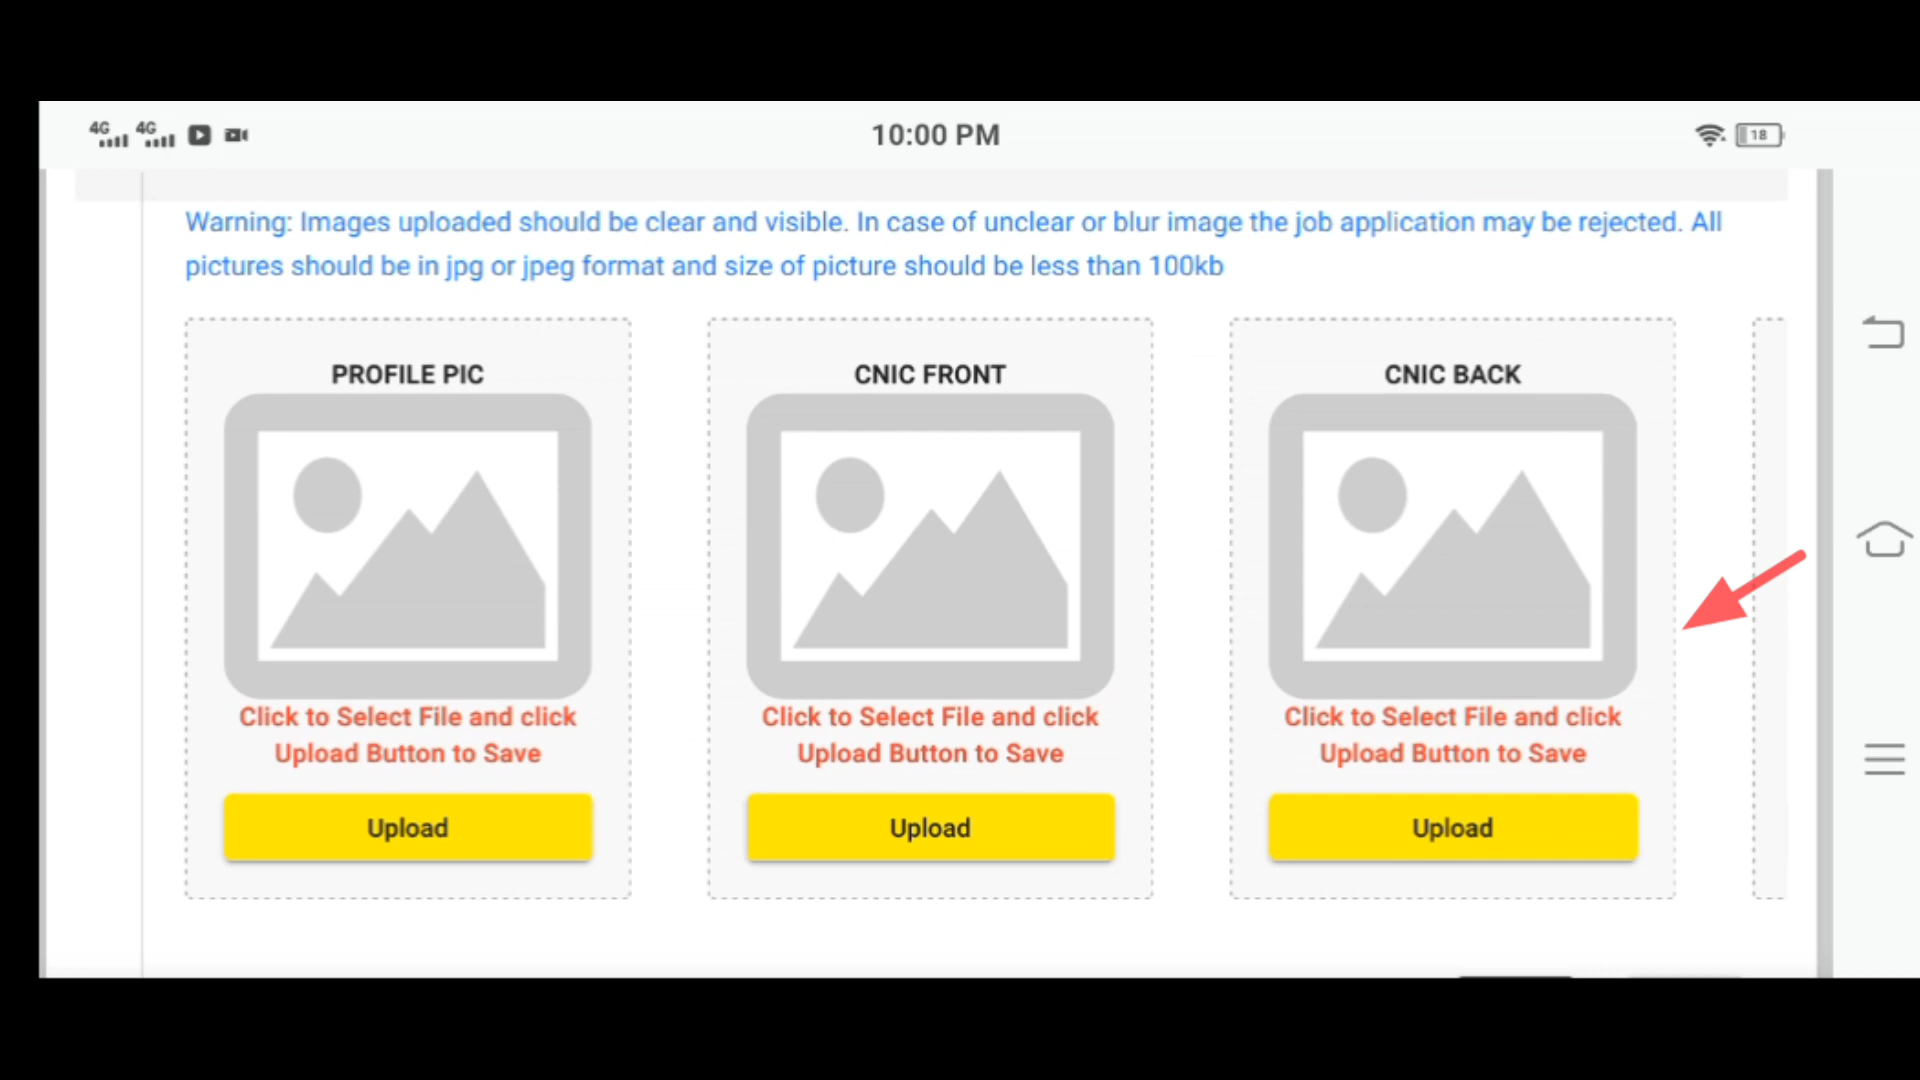 4G 4G 10:00 PM 18
Warning: Images uploaded should be clear and visible. In case of unclear or blur image the job application may be rejected. All
pictures should be in jpg or jpeg format and size of picture should be less than 100kb
PROFILE PIC
Click to Select File and click
Upload Button to Save
Upload
CNIC FRONT
Click to Select File and click
Upload Button to Save
Upload
CNIC BACK
Click to Select File and click
Upload Button to Save
Upload